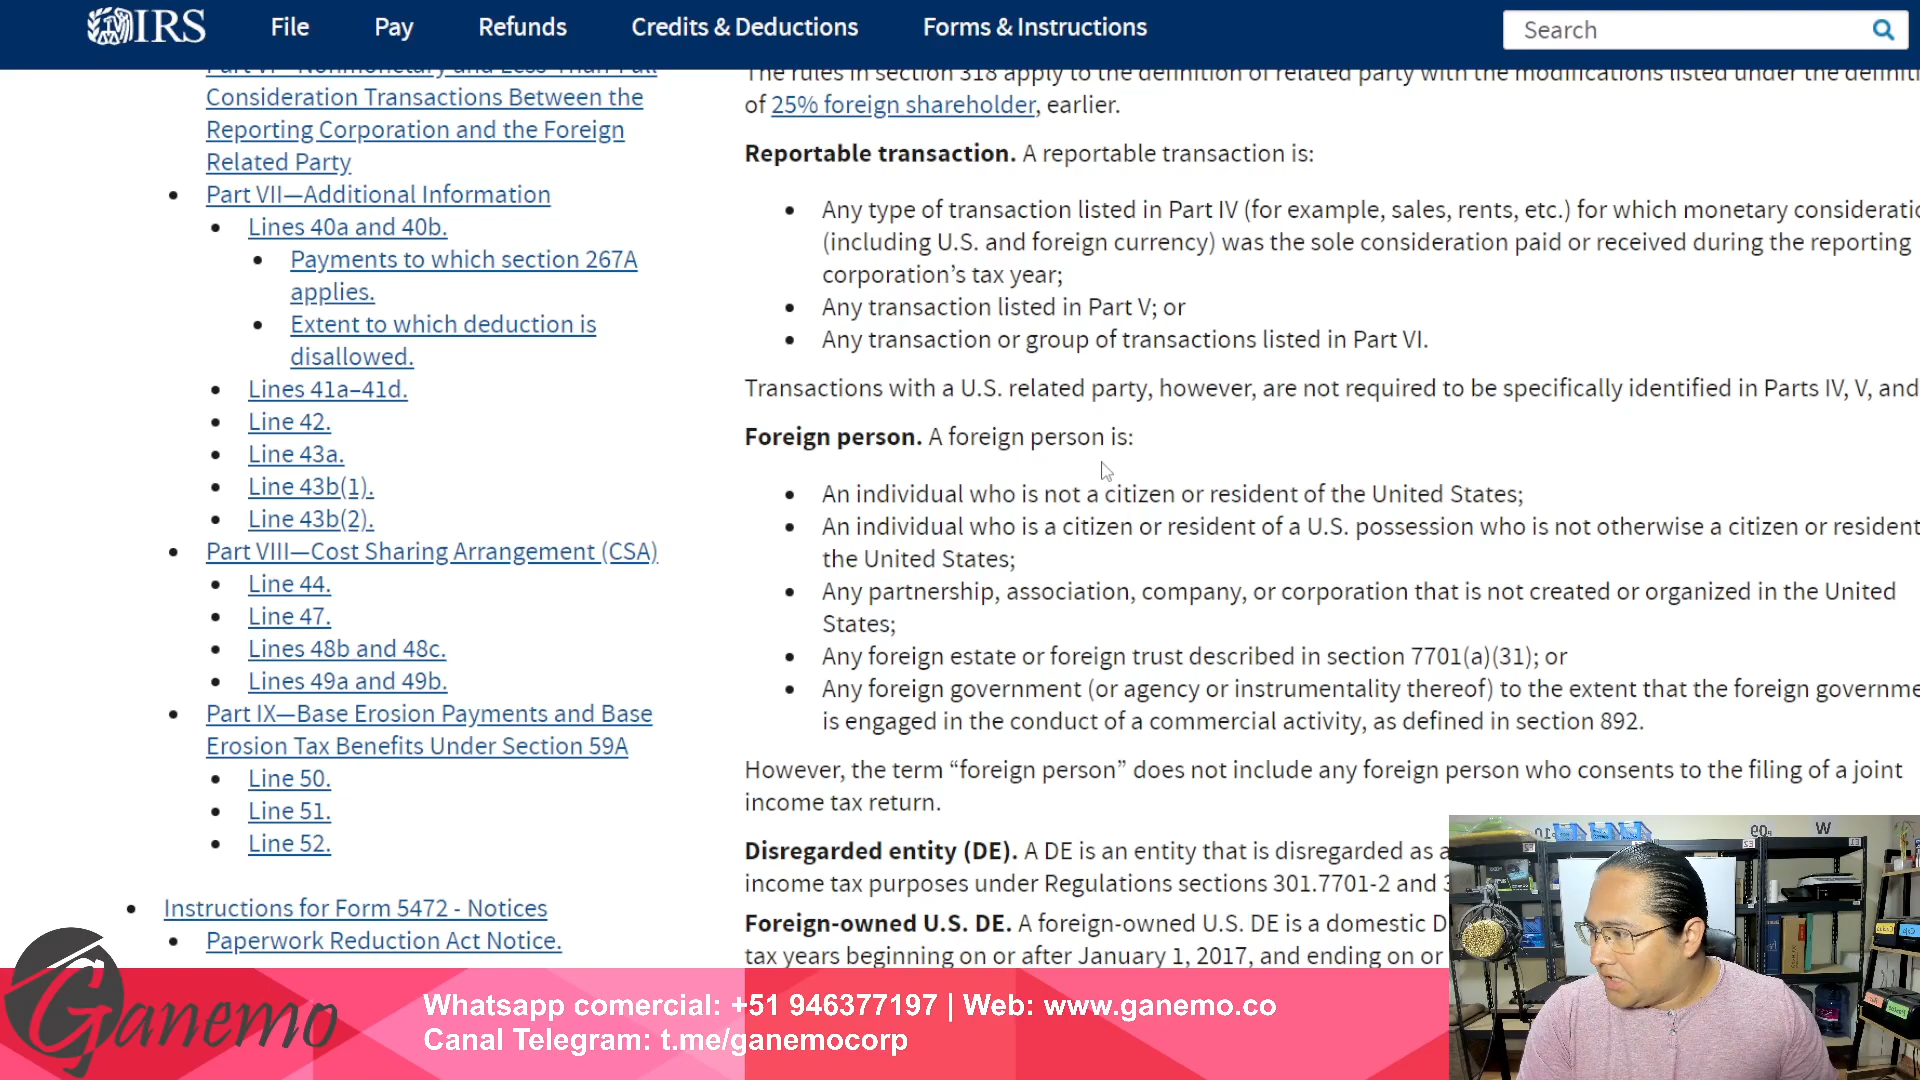 IRS
File
Pay
Refunds
Credits & Deductions
Forms & Instructions
Search
Consideration Transactions Between the
Reporting Corporation and the Foreign
Related Party
Part VII—Additional Information
Lines 40a and 40b.
Payments to which section 267A
applies.
Extent to which deduction is
disallowed.
Lines 41a–41d.
Line 42.
Line 43a.
Line 43b(1).
Line 43b(2).
Part VIII—Cost Sharing Arrangement (CSA)
Line 44.
Line 47.
Lines 48b and 48c.
Lines 49a and 49b.
Part IX—Base Erosion Payments and Base
Erosion Tax Benefits Under Section 59A
Line 50.
Line 51.
Line 52.
Instructions for Form 5472 - Notices
Paperwork Reduction Act Notice.
The rules in section 318 apply to the definition of related party with the modifications listed under the
of 25% foreign shareholder, earlier.
Reportable transaction. A reportable transaction is:
Any type of transaction listed in Part IV (for example, sales, rents, etc.) for which monetary
(including U.S. and foreign currency) was the sole consideration paid or received during the reporting
corporation’s tax year;
Any transaction listed in Part V; or
Any transaction or group of transactions listed in Part VI.
Transactions with a U.S. related party, however, are not required to be specifically identified in Parts IV, V, and
Foreign person. A foreign person is:
An individual who is not a citizen or resident of the United States;
An individual who is a citizen or resident of a U.S. possession who is not otherwise a citizen or resident
the United States;
Any partnership, association, company, or corporation that is not created or organized in the United
States;
Any foreign estate or foreign trust described in section 7701(a)(31); or
Any foreign government (or agency or instrumentality thereof) to the extent that the foreign
is engaged in the conduct of a commercial activity, as defined in section 892.
However, the term “foreign person” does not include any foreign person who consents to the filing of a joint
income tax return.
Disregarded entity (DE). A DE is an entity that is disregarded as
income tax purposes under Regulations sections 301.7701-2 and
Foreign-owned U.S. DE. A foreign-owned U.S. DE is a domestic
tax years beginning on or after January 1, 2017, and ending on or
Ganemo
Whatsapp comercial: +51 946377197 | Web: www.ganemo.co
Canal Telegram: t.me/ganemocorp